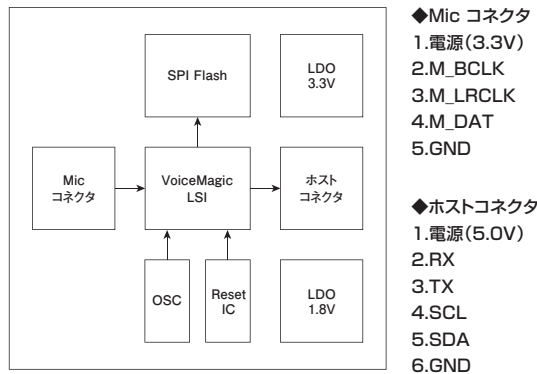 SPI Flash
LDO
3.3V
Mic
コネクタ
VoiceMagic
LSI
ホスト
コネクタ
OSC
Reset
IC
LDO
1.8V
◆Mic コネクタ
1.電源(3.3V)
2.M_BCLK
3.M_LRCLK
4.M_DAT
5.GND
◆ホストコネクタ
1.電源(5.0V)
2.RX
3.TX
4.SCL
5.SDA
6.GND